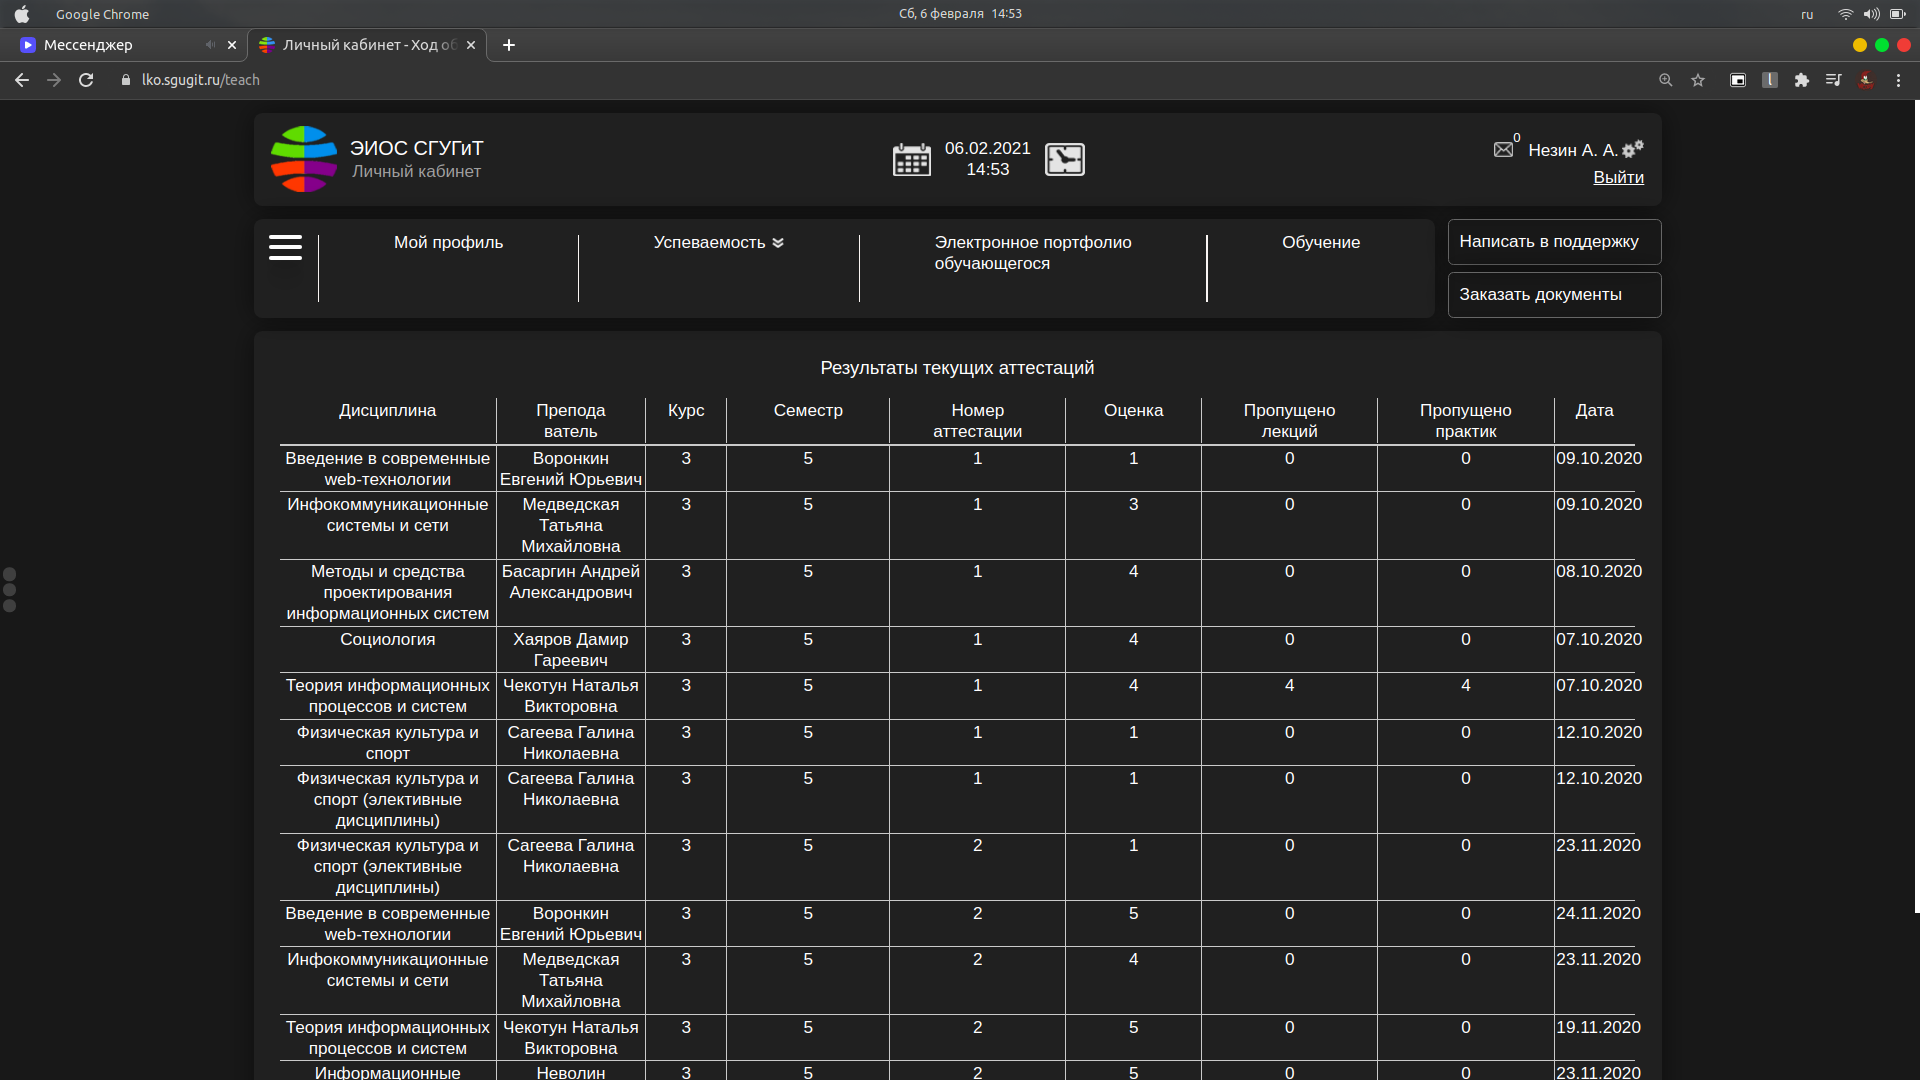 Google Chrome
Сб, 6 февраля 14:53
ru
Мессенджер
Личный кабинет - Ход об
lko.sgugit.ru/teach
ЭИОС СГУГиТ
Личный кабинет
06.02.2021
14:53
0
Незин А. А.
Выйти
Мой профиль
Успеваемость
Электронное портфолио
обучающегося
Обучение
Написать в поддержку
Заказать документы
Результаты текущих аттестаций
Дисциплина Препода Курс Семестр Номер Оценка Пропущено Пропущено Дата
ватель аттестации лекций практик
Введение в современные Воронкин 3 5 1 1 0 0 09.10.2020
web-технологии Евгений Юрьевич
Инфокоммуникационные Медведская 3 5 1 3 0 0 09.10.2020
системы и сети Татьяна
Михайловна
Методы и средства Басаргин Андрей 3 5 1 4 0 0 08.10.2020
проектирования Александрович
информационных систем
Социология Хаяров Дамир 3 5 1 4 0 0 07.10.2020
Гареевич
Теория информационных Чекотун Наталья 3 5 1 4 4 4 07.10.2020
процессов и систем Викторовна
Физическая культура и Сагеева Галина 3 5 1 1 0 0 12.10.2020
спорт Николаевна
Физическая культура и Сагеева Галина 3 5 1 1 0 0 12.10.2020
спорт (элективные Николаевна
дисциплины)
Физическая культура и Сагеева Галина 3 5 2 1 0 0 23.11.2020
спорт (элективные Николаевна
дисциплины)
Введение в современные Воронкин 3 5 2 5 0 0 24.11.2020
web-технологии Евгений Юрьевич
Инфокоммуникационные Медведская 3 5 2 4 0 0 23.11.2020
системы и сети Татьяна
Михайловна
Теория информационных Чекотун Наталья 3 5 2 5 0 0 19.11.2020
процессов и систем Викторовна
Информационные Неволин 3 5 2 5 0 0 23.11.2020